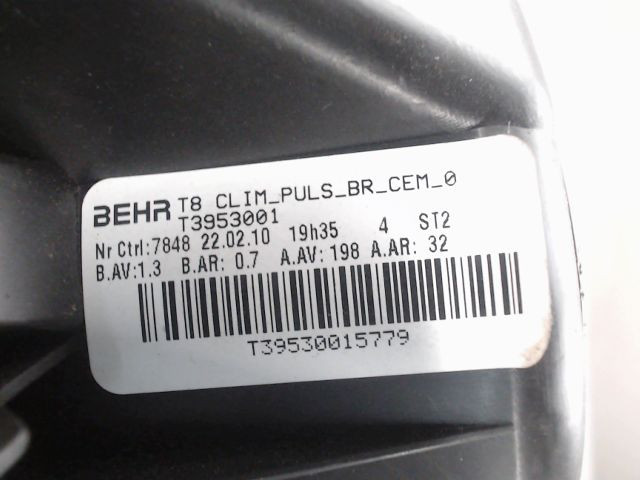 BEHR T8 CLIM_PULS_BR_CEM_0
T3953001
Nr Ctrl:7848 22.02.10 19h35 4 ST2
B.AV:1.3 B.AR: 0.7 A.AV: 198 A.AR: 32
T39530015779